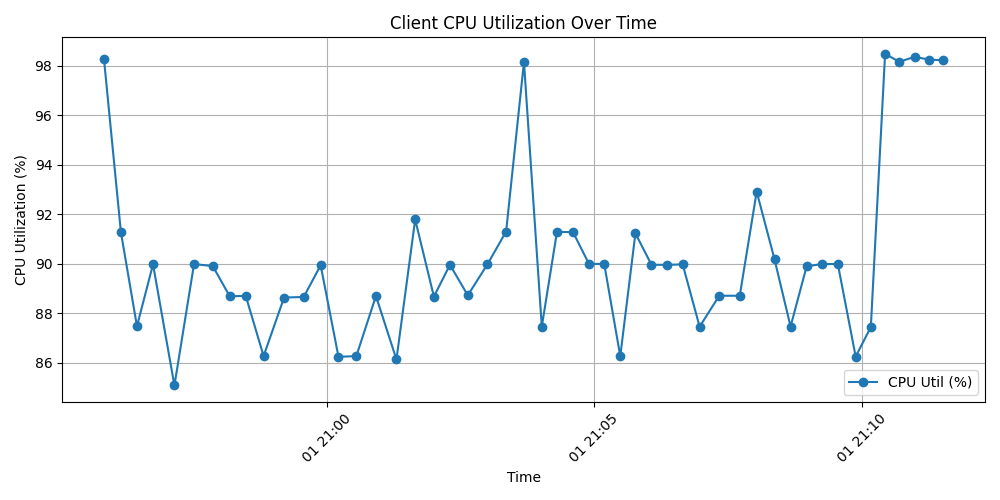 Client CPU Utilization Over Time
CPU Utilization (%)
98
96
94
92
90
88
86
CPU Util (%)
01 21:00
01 21:05
01 21:10
Time